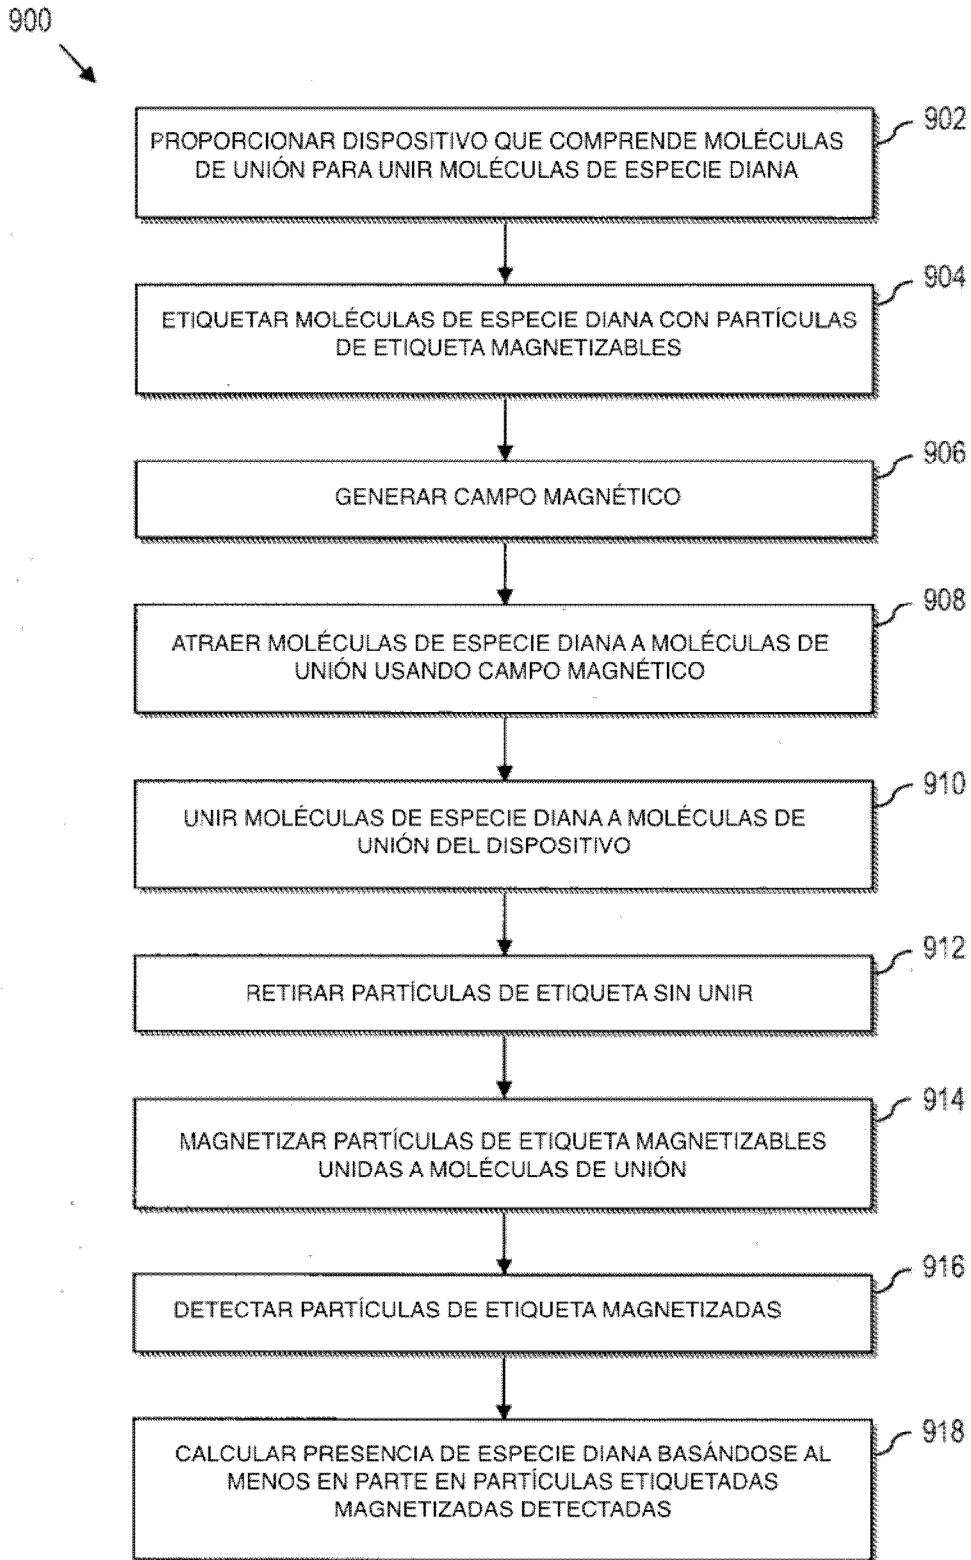 900
902
PROPORCIONAR DISPOSITIVO QUE COMPRENDE MOLÉCULAS
DE UNIÓN PARA UNIR MOLÉCULAS DE ESPECIE DIANA
904
ETIQUETAR MOLÉCULAS DE ESPECIE DIANA CON PARTÍCULAS
DE ETIQUETA MAGNETIZABLES
906
GENERAR CAMPO MAGNÉTICO
908
ATRAER MOLÉCULAS DE ESPECIE DIANA A MOLÉCULAS DE
UNIÓN USANDO CAMPO MAGNÉTICO
910
UNIR MOLÉCULAS DE ESPECIE DIANA A MOLÉCULAS DE
UNIÓN DEL DISPOSITIVO
912
RETIRAR PARTÍCULAS DE ETIQUETA SIN UNIR
914
MAGNETIZAR PARTÍCULAS DE ETIQUETA MAGNETIZABLES
UNIDAS A MOLÉCULAS DE UNIÓN
916
DETECTAR PARTÍCULAS DE ETIQUETA MAGNETIZADAS
918
CALCULAR PRESENCIA DE ESPECIE DIANA BASÁNDOSE AL
MENOS EN PARTE EN PARTÍCULAS ETIQUETADAS
MAGNETIZADAS DETECTADAS